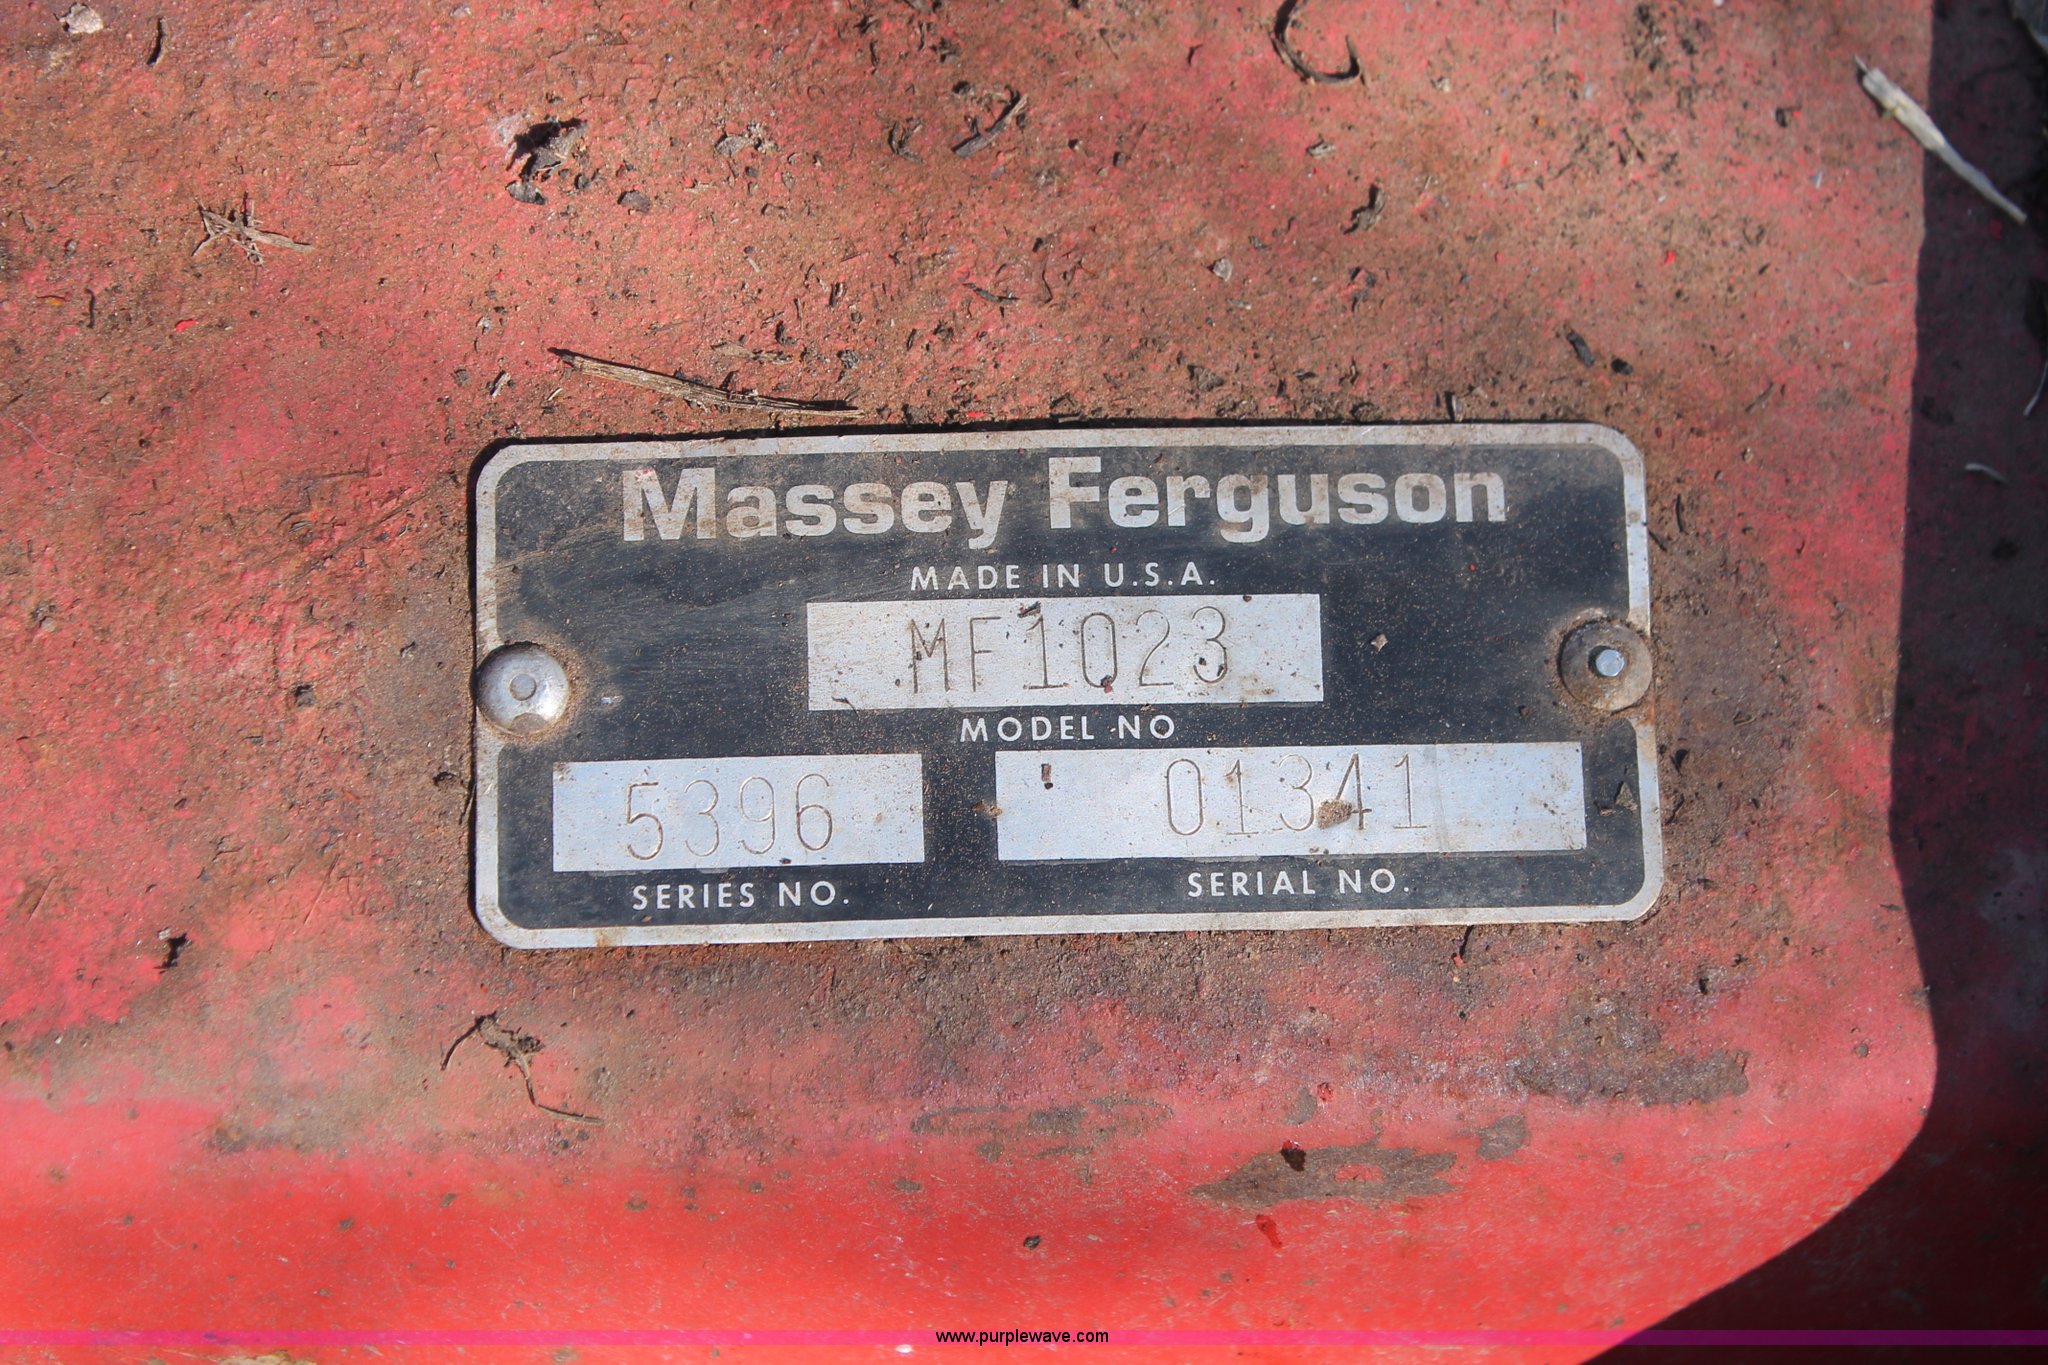 Massey Ferguson
MADE IN U.S.A.
MF1023
MODEL NO
5396 01341
SERIES NO. SERIAL NO.
www.purplewave.com